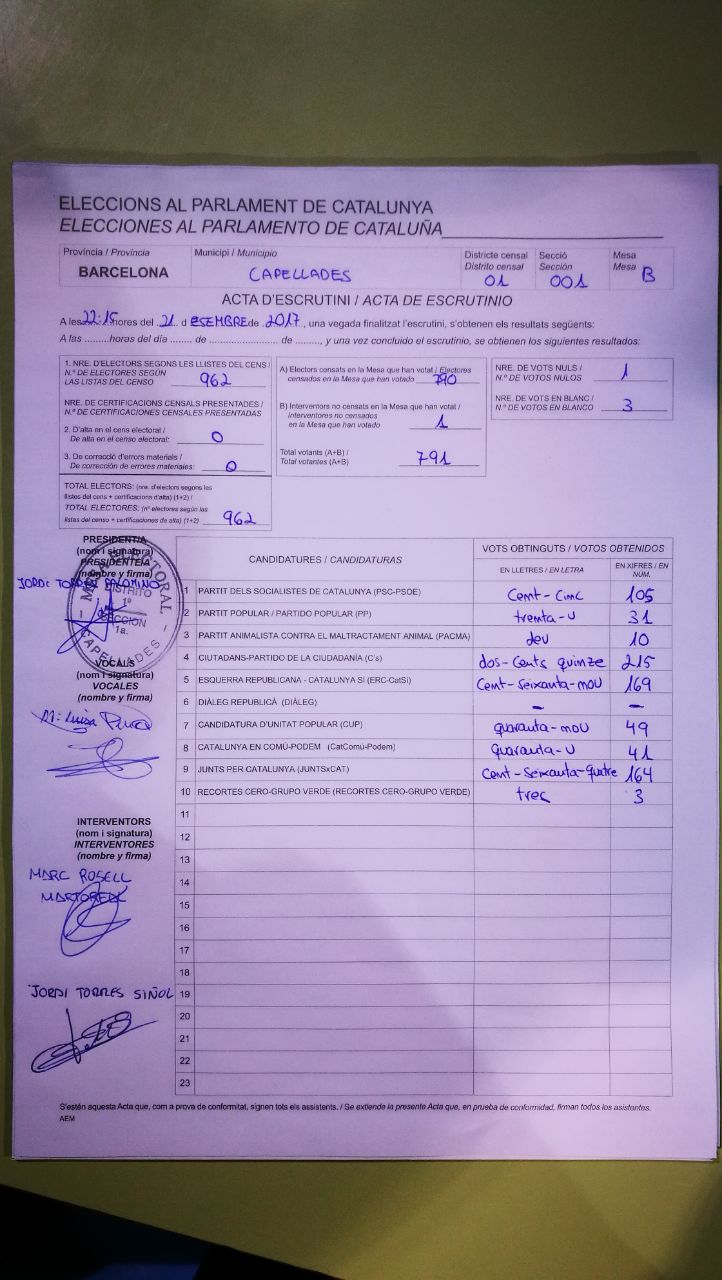 ELECCIONS AL PARLAMENT DE CATALUNYA
ELECCIONES AL PARLAMENTO DE CATALUÑA
Província / Provincia
BARCELONA
Municipi / Municipio
CAPELLADES
Districte censal
Distrito censal
01
Secció
Sección
001
Mesa
Mesa B
ACTA D'ESCRUTINI / ACTA DE ESCRUTINIO
A les 22:15 hores del 21 d ESEMBRE de 2017, una vegada finalitzat l'escrutini, s'obtenen els resultats següents:
A las .........horas del día ....... de ......... de ........., y una vez concluido el escrutinio, se obtienen los siguientes resultados:
1. NRE. D'ELECTORS SEGONS LES LLISTES DEL CENS /
N.º DE ELECTORES SEGÚN
LAS LISTAS DEL CENSO 962
NRE. DE CERTIFICACIONS CENSALS PRESENTADES /
N.º DE CERTIFICACIONES CENSALES PRESENTADAS
2. D'alta en el cens electoral /
De alta en el censo electoral: 0
3. De correcció d'errors materials /
De corrección de errores materiales: 0
TOTAL ELECTORS: (nre. d'electors segons les
llistes del cens + certificacions d'alta) (1+2) /
TOTAL ELECTORES: (nº electores según las
listas del censo + certificaciones de alta) (1+2) 962
A) Electors censats en la Mesa que han votat / Electores
censados en la Mesa que han votado 790
B) Interventors no censats en la Mesa que han votat /
Interventores no censados
en la Mesa que han votado 1
Total votants (A+B) /
Total votantes (A+B) 791
NRE. DE VOTS NULS /
N.º DE VOTOS NULOS 1
NRE. DE VOTS EN BLANC /
N.º DE VOTOS EN BLANCO 3
PRESIDENT/A
(nom i signatura)
PRESIDENTE/A
(nombre y firma)
JORDI TORRES PALOMINO
MESA ELECTORAL
DISTRITO
1º
SECCION
1a.
CAPELLADES
VOCALS
(nom i signatura)
VOCALES
(nombre y firma)
Mª Luisa
INTERVENTORS
(nom i signatura)
INTERVENTORES
(nombre y firma)
MARC ROSELL
MARTORELL
JORDI TORRES SIÑOL
CANDIDATURES / CANDIDATURAS
VOTS OBTINGUTS / VOTOS OBTENIDOS
EN LLETRES / EN LETRA
EN XIFRES / EN NÚM.
1 PARTIT DELS SOCIALISTES DE CATALUNYA (PSC-PSOE) Cent-Cinc 105
2 PARTIT POPULAR / PARTIDO POPULAR (PP) trenta-u 31
3 PARTIT ANIMALISTA CONTRA EL MALTRACTAMENT ANIMAL (PACMA) deu 10
4 CIUTADANS-PARTIDO DE LA CIUDADANÍA (C's) dos-Cents quinze 215
5 ESQUERRA REPUBLICANA - CATALUNYA SÍ (ERC-CatSí) Cent-Seixanta-nou 169
6 DIÀLEG REPUBLICÀ (DIÀLEG) - -
7 CANDIDATURA D'UNITAT POPULAR (CUP) quaranta-nou 49
8 CATALUNYA EN COMÚ-PODEM (CatComú-Podem) quaranta-u 41
9 JUNTS PER CATALUNYA (JUNTSxCAT) Cent-Seixanta-quatre 164
10 RECORTES CERO-GRUPO VERDE (RECORTES CERO-GRUPO VERDE) tres 3
11
12
13
14
15
16
17
18
19
20
21
22
23
S'estén aquesta Acta que, com a prova de conformitat, signen tots els assistents. / Se extiende la presente Acta que, en prueba de conformidad, firman todos los asistentes.
AEM